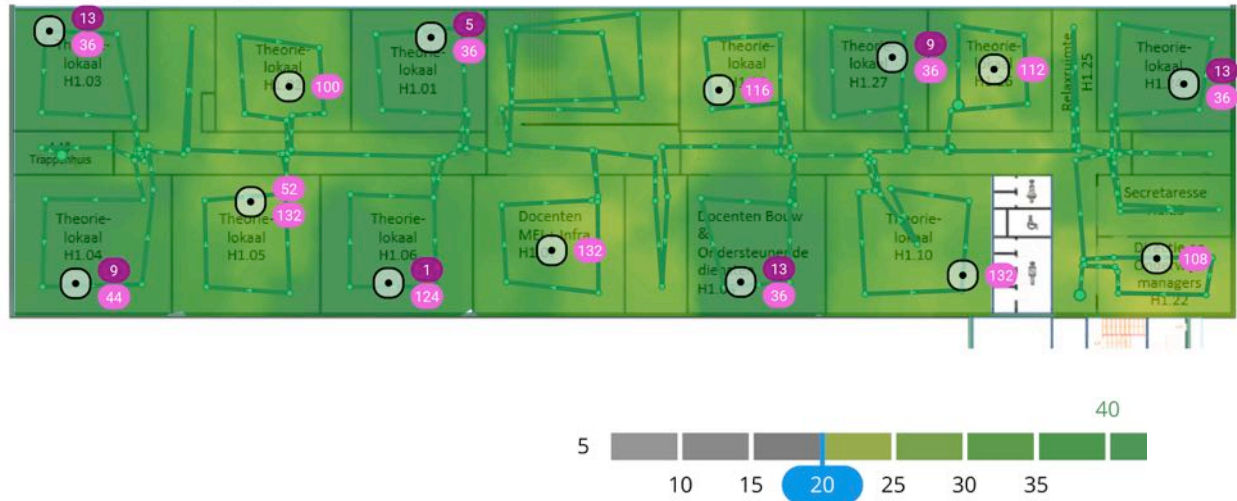 13
36
Theorie-
lokaal
H1.03
Theorie-
lokaal
100
5
36
Theorie-
lokaal
H1.01
Theorie-
lokaal
116
Theorie-
lokaal
H1.27
9
36
Theorie-
lokaal
112
Relaxruimte
H1.25
Theorie-
lokaal
13
36
Trappenhuis
Theorie-
lokaal
H1.04
9
44
52
132
Theorie-
lokaal
H1.05
Theorie-
lokaal
H1.06
1
124
Docenten
132
Docenten Bouw
&
Ondersteunende
13
36
Theorie-
lokaal
H1.10
132
Secretaresse
managers
H1.22
108
40
5
10 15 20 25 30 35